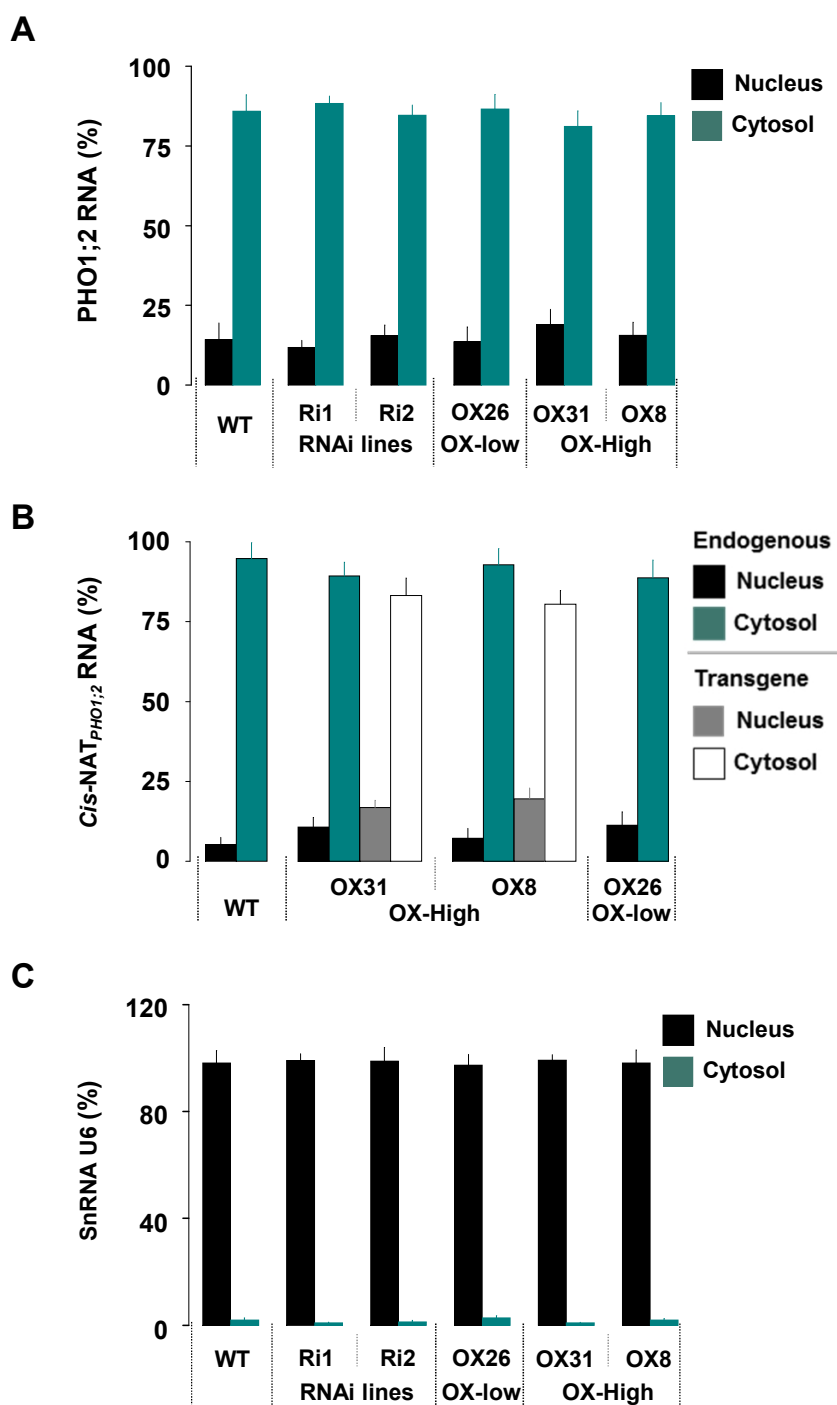 A
PHO1;2 RNA (%)
100
75
50
25
0
Nucleus
Cytosol
WT
Ri1
Ri2
OX26
OX31
OX8
RNAi lines
OX-low
OX-High
B
Cis-NATPHO1;2 RNA (%)
100
75
50
25
0
Endogenous
Nucleus
Cytosol
Transgene
Nucleus
Cytosol
WT
OX31
OX8
OX26
OX-High
OX-low
C
SnRNA U6 (%)
120
80
40
0
Nucleus
Cytosol
WT
Ri1
Ri2
OX26
OX31
OX8
RNAi lines
OX-low
OX-High